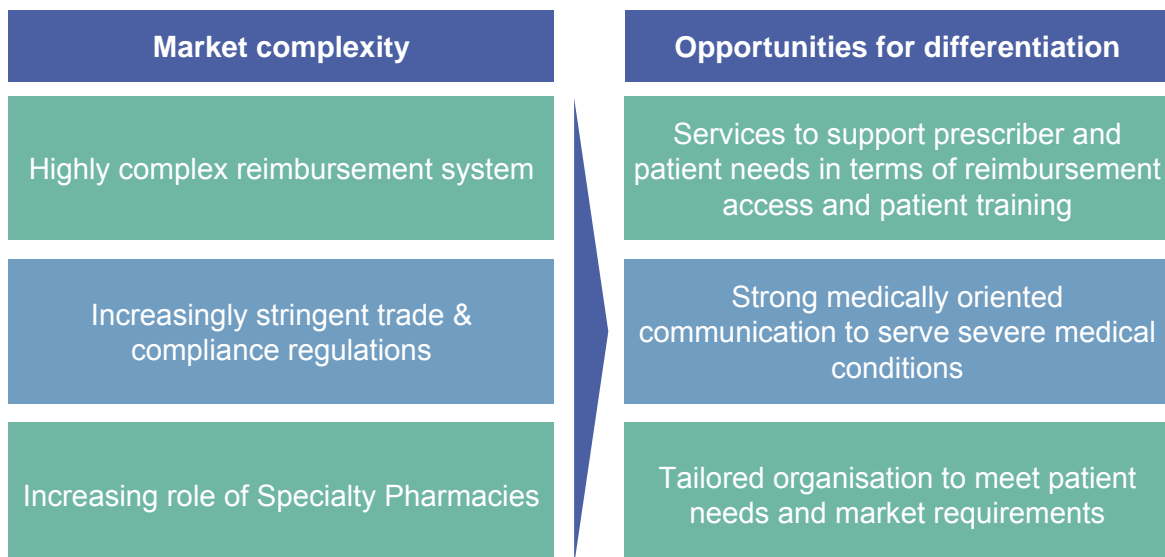 Market complexity
Opportunities for differentiation
Highly complex reimbursement system
Services to support prescriber and
patient needs in terms of reimbursement
access and patient training
Increasingly stringent trade &
compliance regulations
Strong medically oriented
communication to serve severe medical
conditions
Increasing role of Specialty Pharmacies
Tailored organisation to meet patient
needs and market requirements